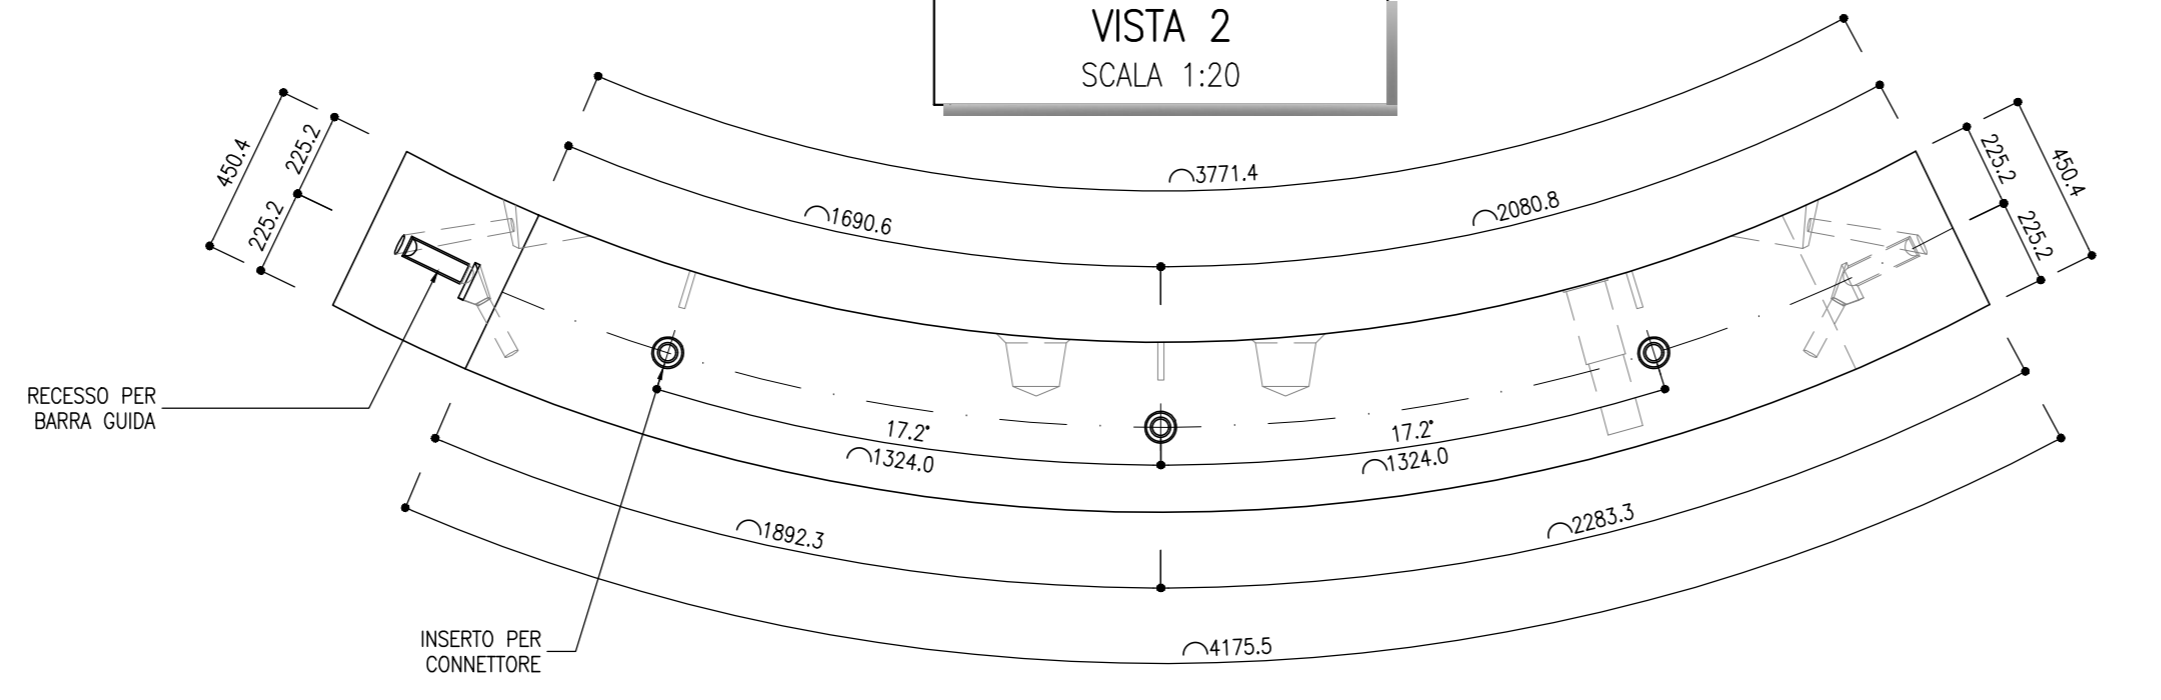 VISTA 2
SCALA 1:20
3771.4
1690.6
2080.8
450.4
225.2
225.2
225.2
450.4
225.2
RECESSO PER
BARRA GUIDA
17.2°
1324.0
17.2°
1324.0
1892.3
2283.3
INSERTO PER
CONNETTORE
4175.5